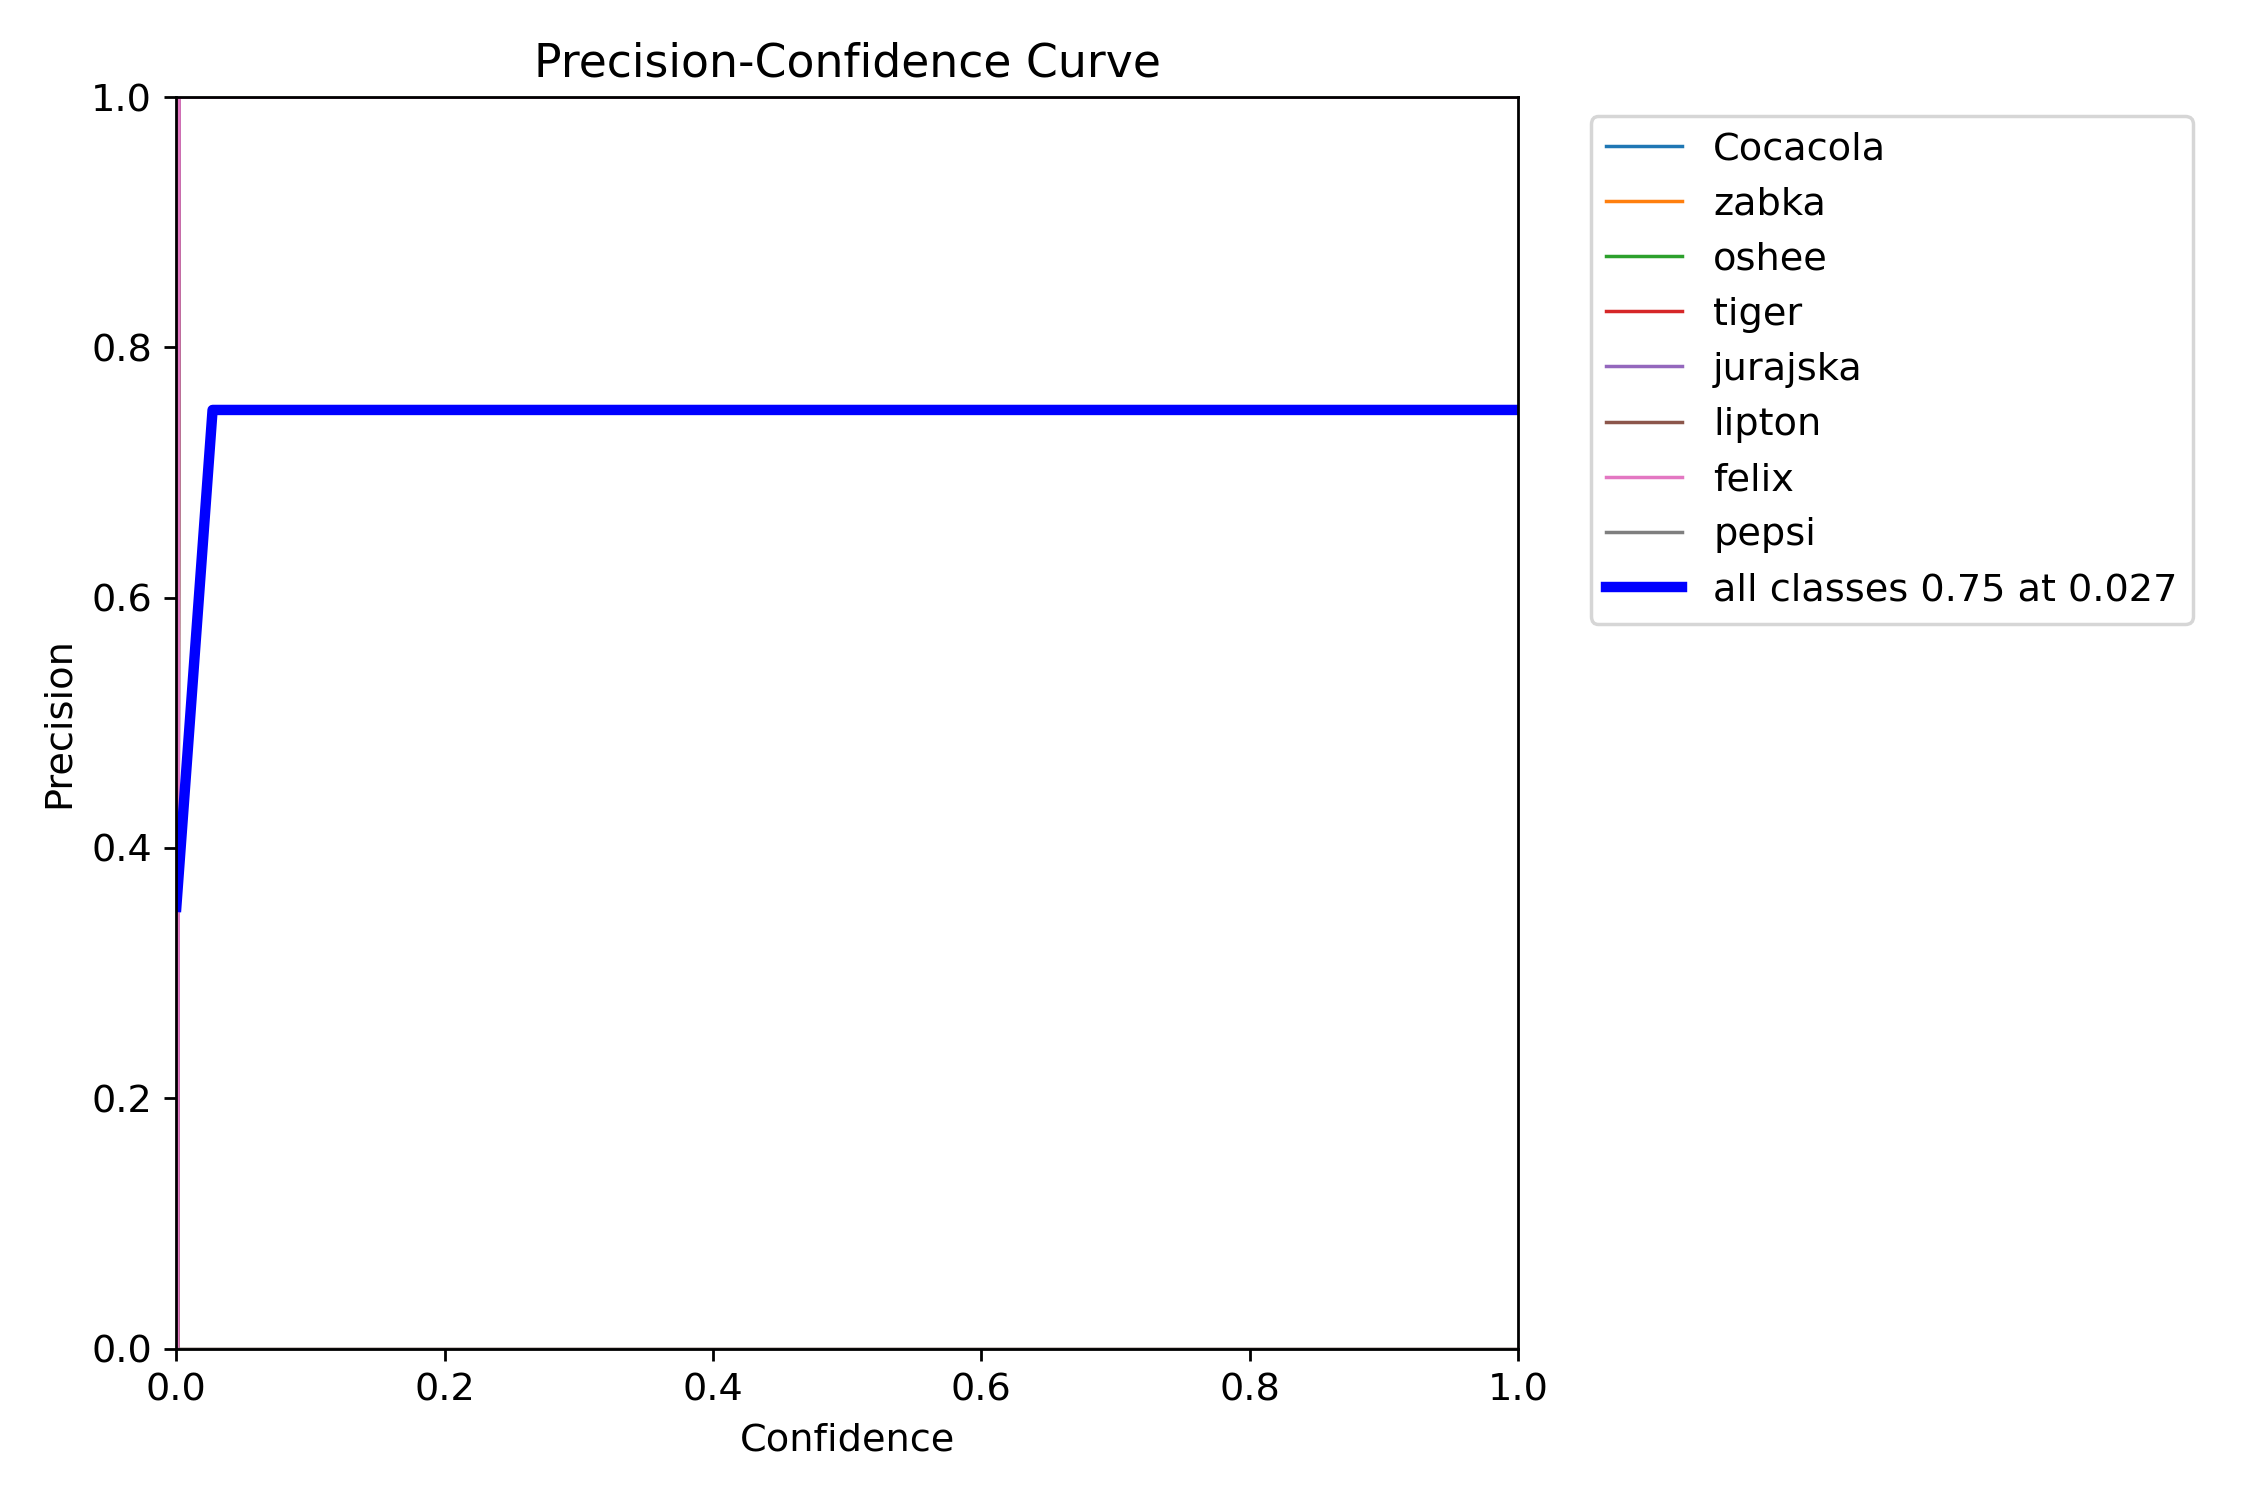 Precision-Confidence Curve
1.0
0.8
0.6
0.4
0.2
0.0
Precision
0.0 0.2 0.4 0.6 0.8 1.0
Confidence
Cocacola
zabka
oshee
tiger
jurajska
lipton
felix
pepsi
all classes 0.75 at 0.027